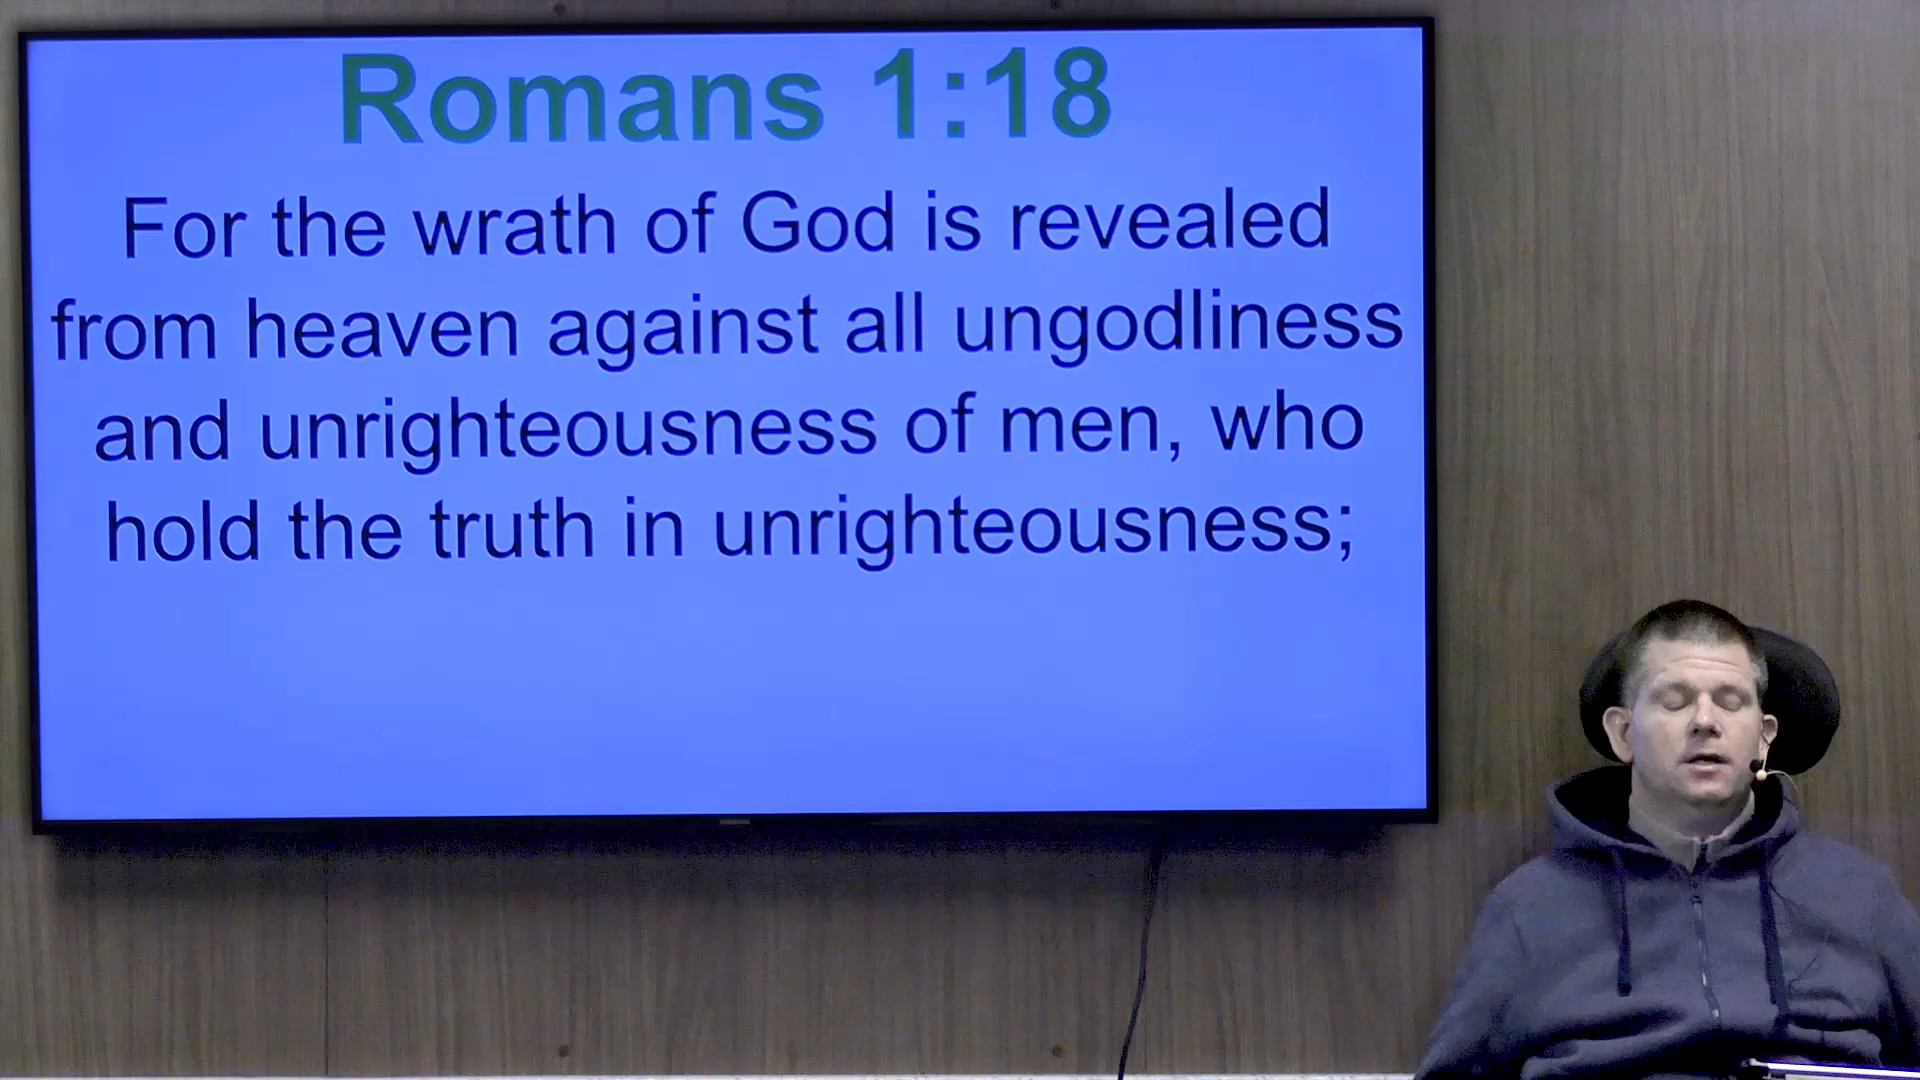 Romans 1:18
For the wrath of God is revealed
from heaven against all ungodliness
and unrighteousness of men, who
hold the truth in unrighteousness;